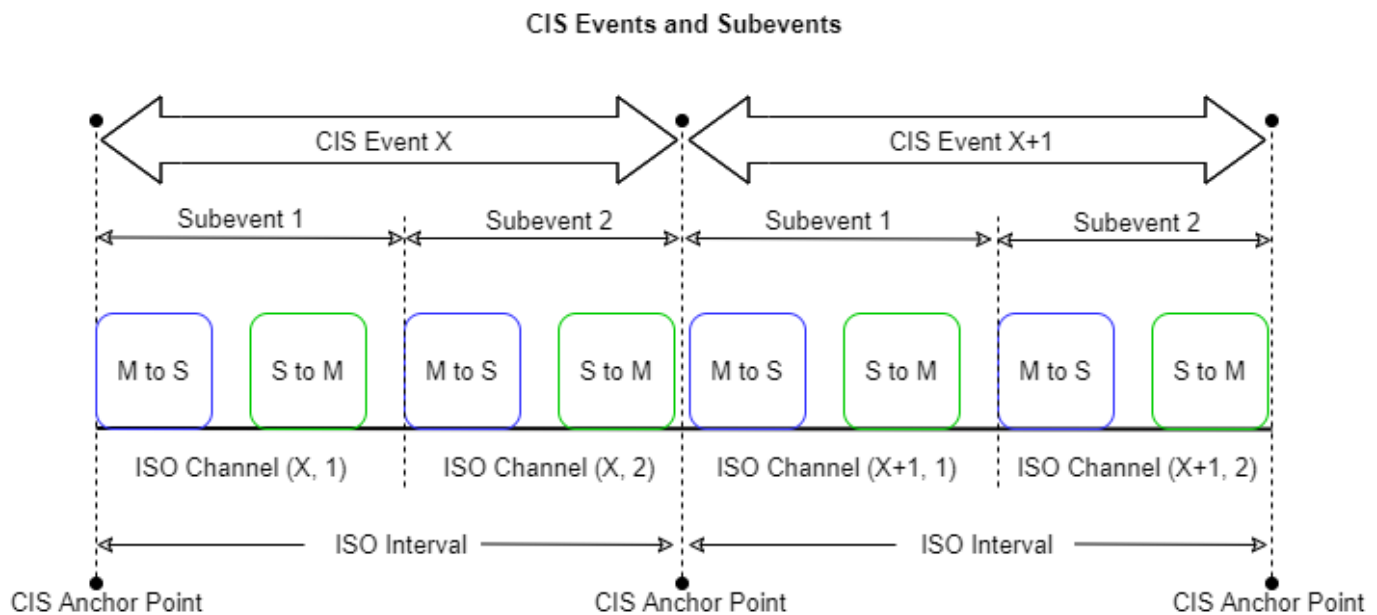 CIS Events and Subevents
CIS Event X
CIS Event X+1
Subevent 1
Subevent 2
Subevent 1
Subevent 2
M to S
S to M
M to S
S to M
M to S
S to M
M to S
S to M
ISO Channel (X, 1)
ISO Channel (X, 2)
ISO Channel (X+1, 1)
ISO Channel (X+1, 2)
ISO Interval
ISO Interval
CIS Anchor Point
CIS Anchor Point
CIS Anchor Point